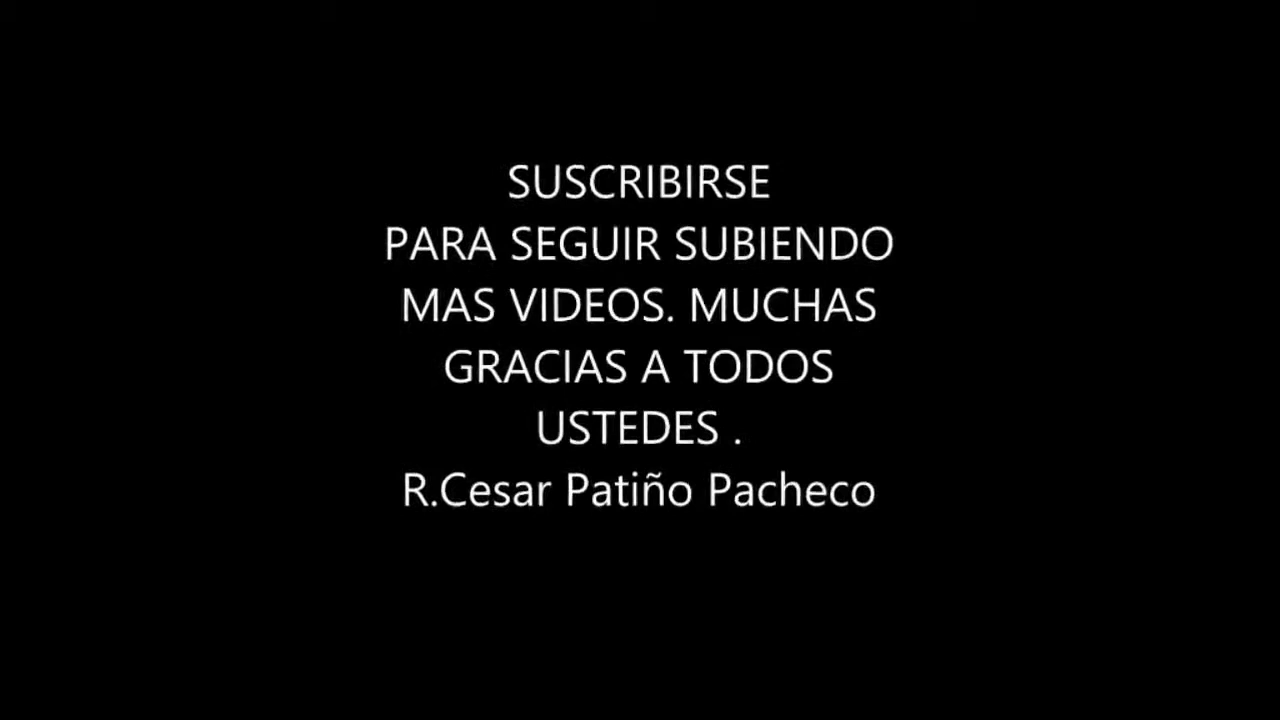 SUSCRIBIRSE
PARA SEGUIR SUBIENDO
MAS VIDEOS. MUCHAS
GRACIAS A TODOS
USTEDES .
R.Cesar Patiño Pacheco